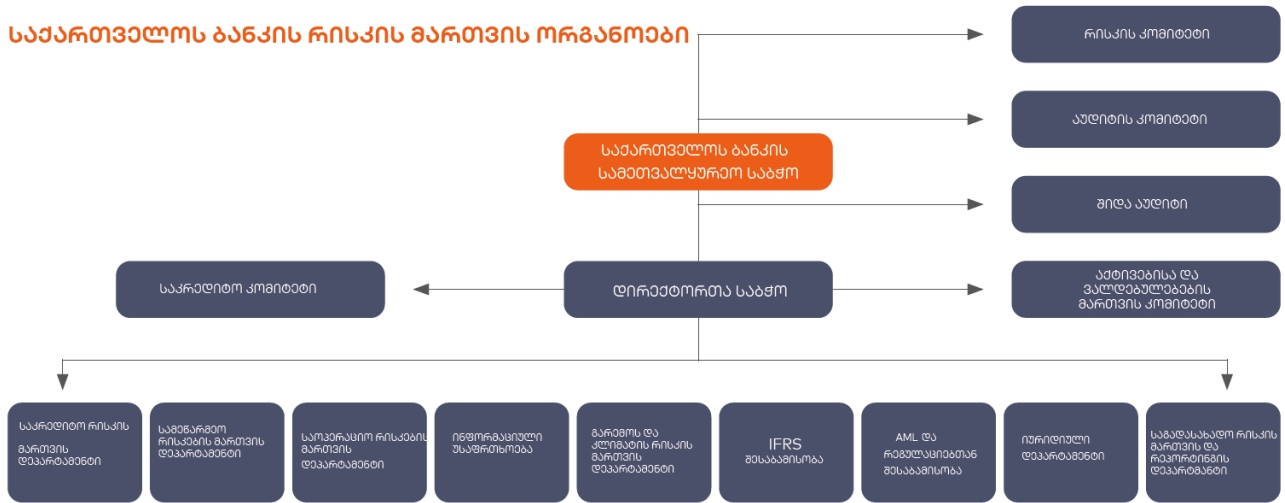 საქართველოს ბანკის რისკის მართვის ორგანოები
რისკის კომიტეტი
აუდიტის კომიტეტი
საქართველოს ბანკის
სამეთვალყურეო საბჭო
შიდა აუდიტი
საკრედიტო კომიტეტი
დირექტორთა საბჭო
აქტივებისა და
ვალდებულებების
მართვის კომიტეტი
საკრედიტო რისკის
მართვის
დეპარტამენტი
სამეწარმეო
რისკების მართვის
დეპარტამენტი
საოპერაციო რისკების
მართვის
დეპარტამენტი
ინფორმაციული
უსაფრთხოება
გარემოს და
კლიმატის რისკის
მართვის
დეპარტამენტი
IFRS
შესაბამისობა
AML და
რეგულაციებთან
შესაბამისობა
იურიდიული
დეპარტამენტი
საგადასახადო რისკის
მართვის და
რეპორტინგის
დეპარტმანტი